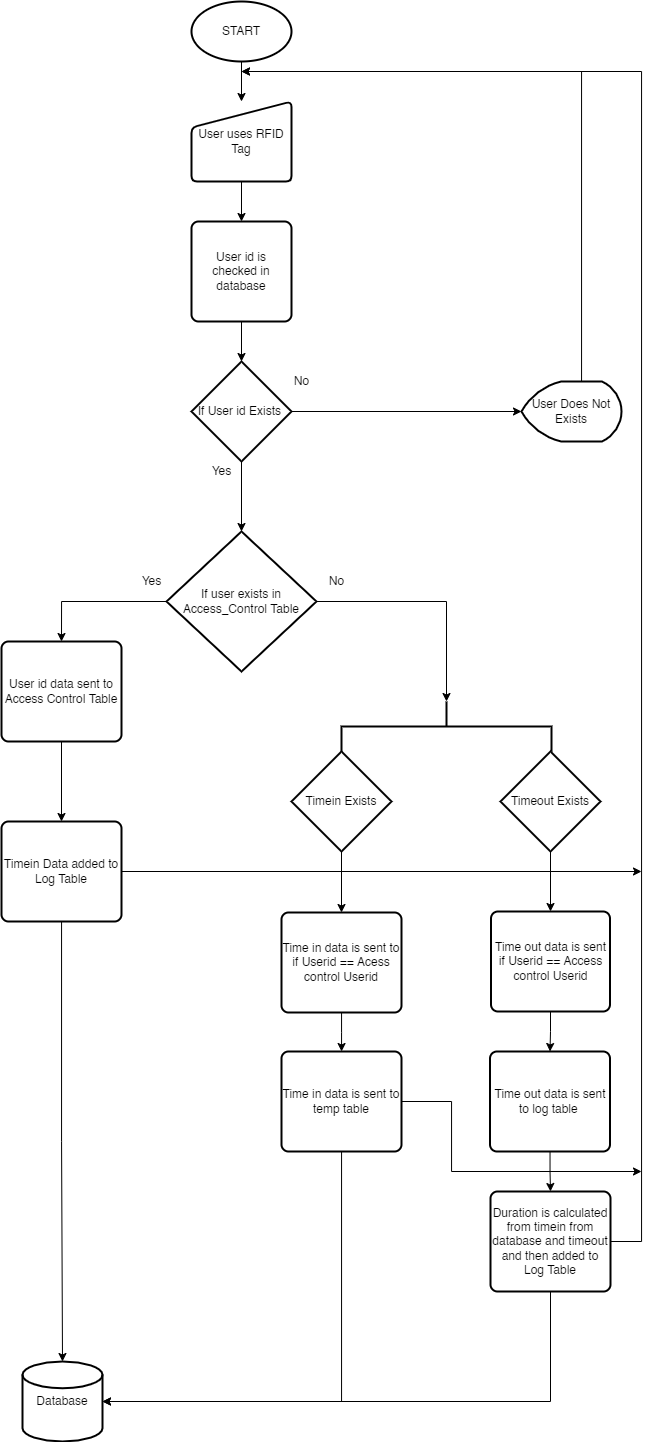 START
User uses RFID
Tag
User id is
checked in
database
No
If User id Exists
User Does Not
Exists
Yes
Yes
No
If user exists in
Access_Control Table
User id data sent to
Access Control Table
Timein Exists
Timeout Exists
Timein Data added to
Log Table
Time in data is sent to
if Userid == Acess
control Userid
Time out data is sent
if Userid == Access
control Userid
Time in data is sent to
temp table
Time out data is sent
to log table
Duration is calculated
from timein from
database and timeout
and then added to
Log Table
Database